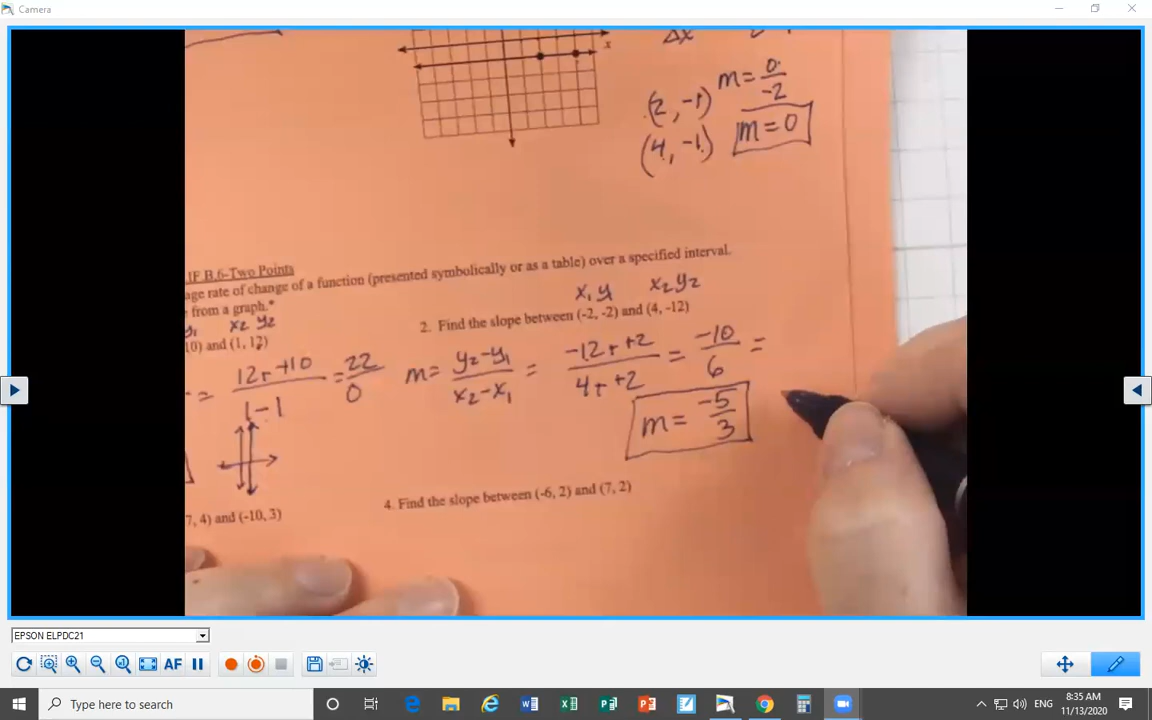 Camera
x
Δx
(2, -1)
(4, -1)
m = 0/-2
m = 0
.IF.B.6-Two Points
age rate of change of a function (presented symbolically or as a table) over a specified interval.
from a graph.*
y1 x2 y2
10) and (1, 12)
= 12r+10 / 1-1 = 22/0
x1 y1 x2 y2
2. Find the slope between (-2, -2) and (4, -12)
m = y2-y1 / x2-x1 = -12r+2 / 4r+2 = -10/6 =
m = -5/3
7, 4) and (-10, 3)
4. Find the slope between (-6, 2) and (7, 2)
EPSON ELPDC21
AF
Type here to search
ENG
8:35 AM
11/13/2020